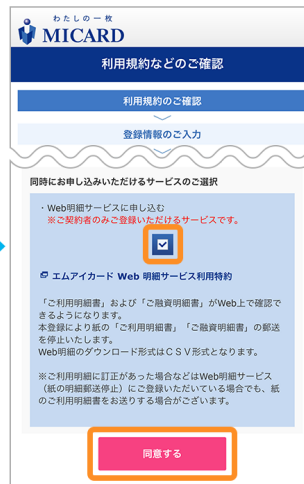 わたしの一枚
MICARD
利用規約などのご確認
利用規約のご確認
登録情報のご入力
同時にお申し込みいただけるサービスのご選択
・Web明細サービスに申し込む
※ご契約者のみご登録いただけるサービスです。
エムアイカード Web 明細サービス利用特約
「ご利用明細書」および「ご融資明細書」がWeb上で確認で
きるようになります。
本登録により紙の「ご利用明細書」「ご融資明細書」の郵送
を停止いたします。
Web明細のダウンロード形式はＣＳＶ形式となります。
※ご利用明細に訂正があった場合などはWeb明細サービス
（紙の明細郵送停止）にご登録いただいている場合でも、紙
のご利用明細書をお送りする場合がございます。
同意する